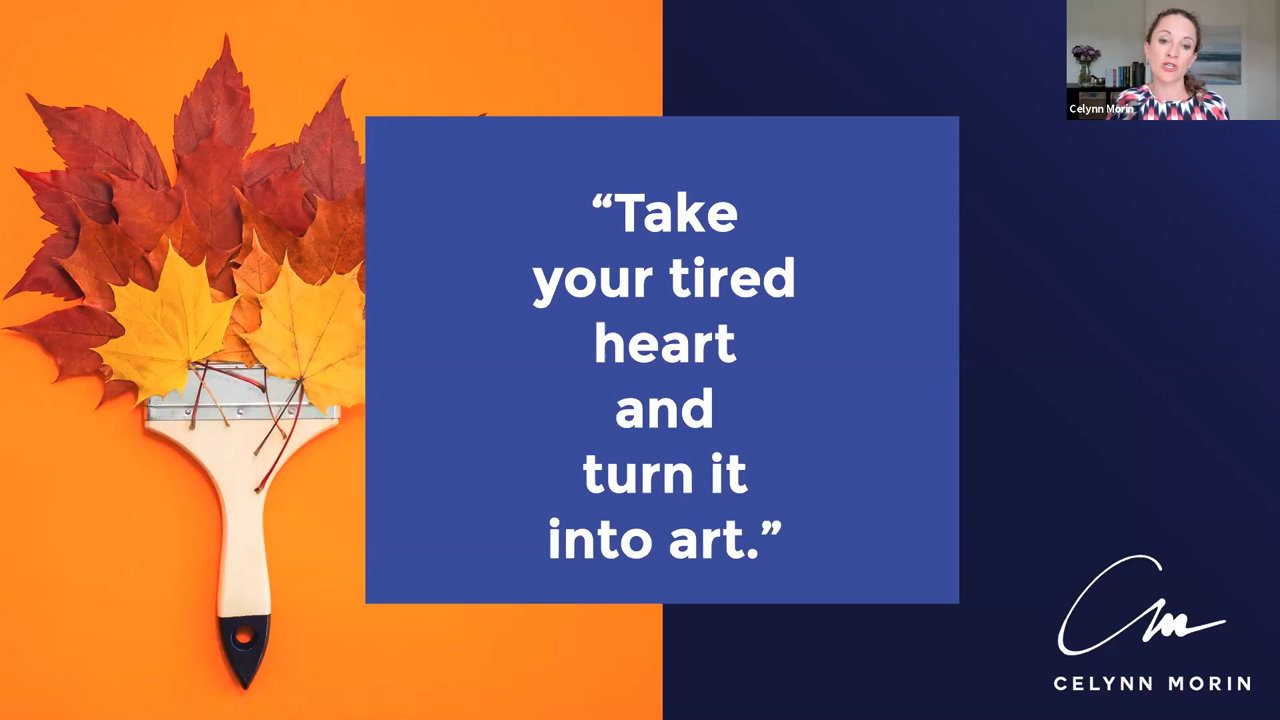 Celynn Morin
“Take
your tired
heart
and
turn it
into art.”
CELYNN MORIN